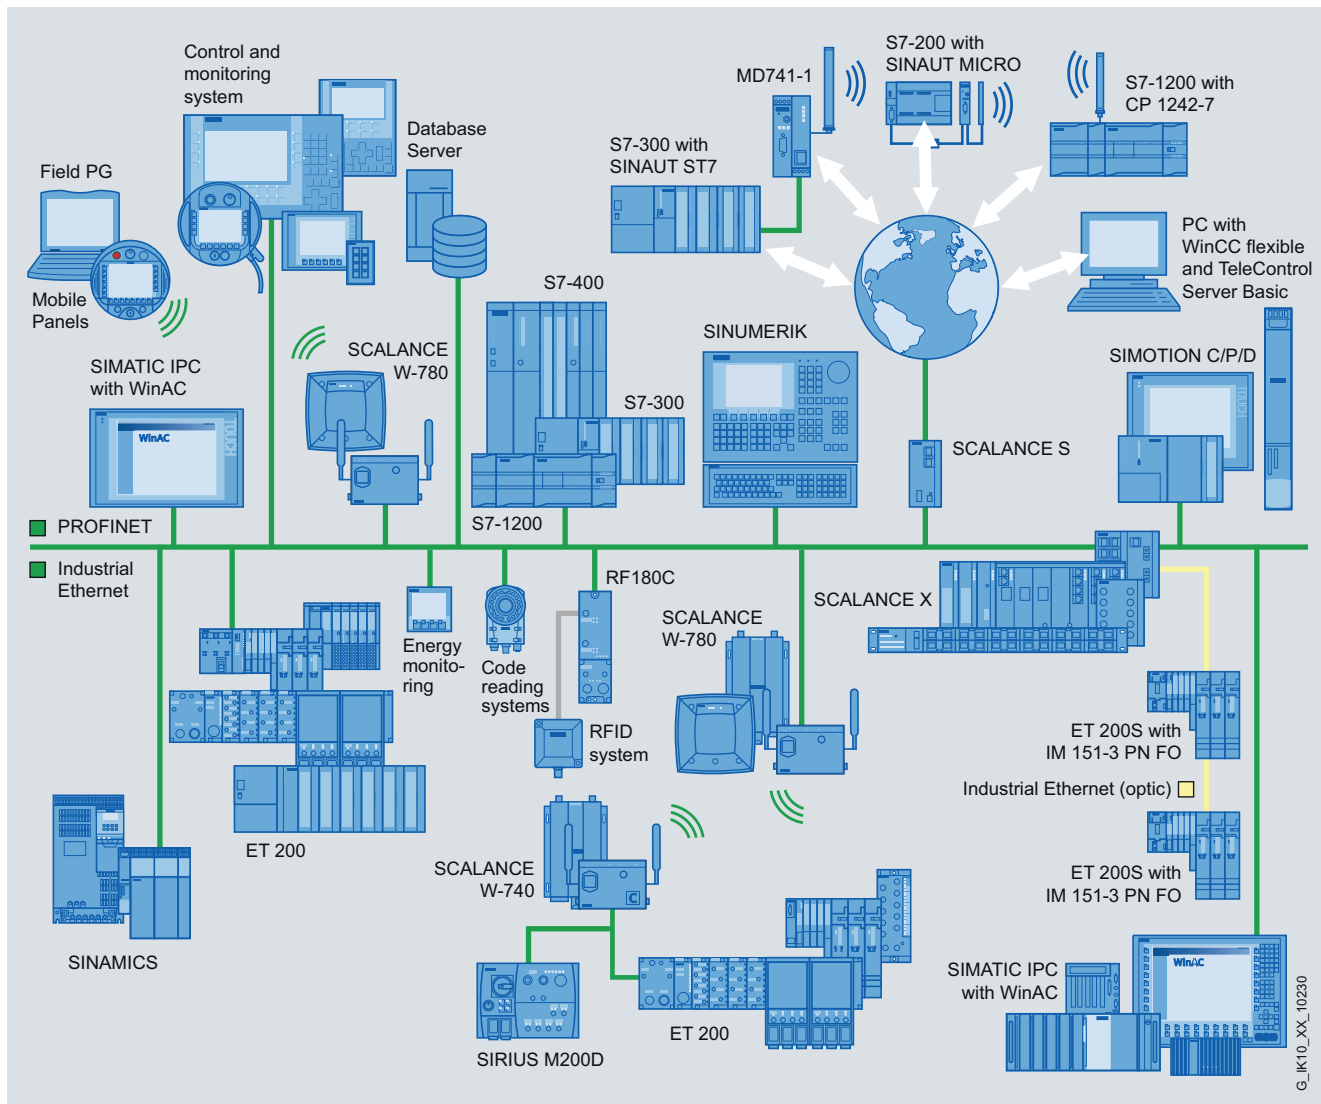 Control and
monitoring
system
Database
Server
Field PG
Mobile
Panels
MD741-1
S7-200 with
SINAUT MICRO
S7-1200 with
CP 1242-7
S7-300 with
SINAUT ST7
PC with
WinCC flexible
and TeleControl
Server Basic
SIMATIC IPC
with WinAC
WinAC
TOUCH
SCALANCE
W-780
S7-400
S7-300
S7-1200
SINUMERIK
SCALANCE S
SIMOTION C/P/D
TOUCH
PROFINET
Industrial
Ethernet
ET 200
Energy
monito-
ring
Code
reading
systems
RF180C
RFID
system
SCALANCE
W-780
SCALANCE X
ET 200S with
IM 151-3 PN FO
Industrial Ethernet (optic)
ET 200S with
IM 151-3 PN FO
SINAMICS
SCALANCE
W-740
C
SIRIUS M200D
ET 200
SIMATIC IPC
with WinAC
WinAC
G_IK10_XX_10230